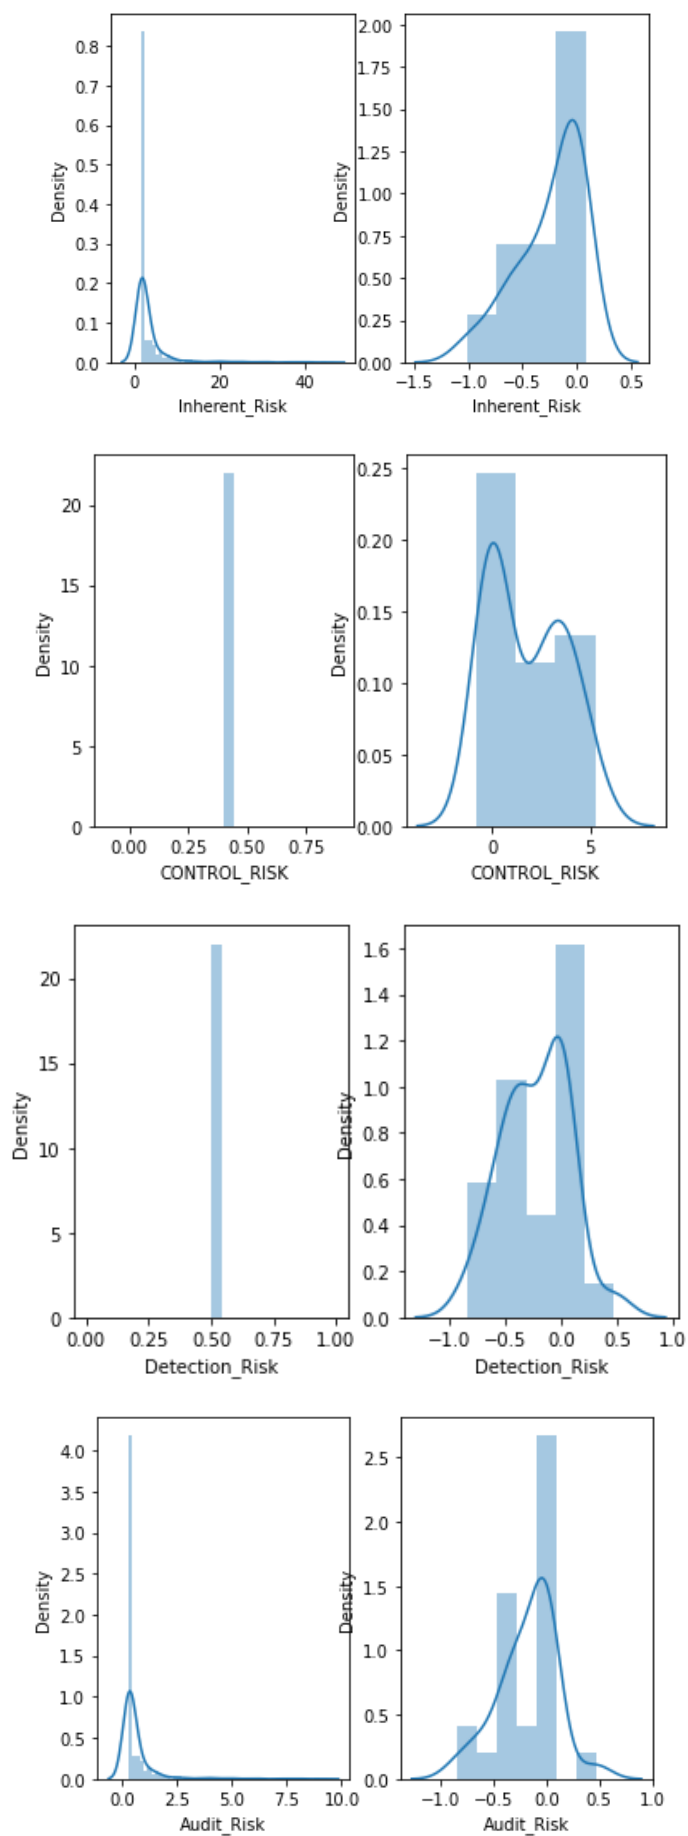 Density
0.8
0.7
0.6
0.5
0.4
0.3
0.2
0.1
0.0
0 20 40
Inherent_Risk
Density
2.00
1.75
1.50
1.25
1.00
0.75
0.50
0.25
0.00
−1.5 −1.0 −0.5 0.0 0.5
Inherent_Risk
Density
20
15
10
5
0
0.00 0.25 0.50 0.75
CONTROL_RISK
Density
0.25
0.20
0.15
0.10
0.05
0.00
0 5
CONTROL_RISK
Density
20
15
10
5
0
0.00 0.25 0.50 0.75 1.00
Detection_Risk
Density
1.6
1.4
1.2
1.0
0.8
0.6
0.4
0.2
0.0
−1.0 −0.5 0.0 0.5 1.0
Detection_Risk
Density
4.0
3.5
3.0
2.5
2.0
1.5
1.0
0.5
0.0
0.0 2.5 5.0 7.5 10.0
Audit_Risk
Density
2.5
2.0
1.5
1.0
0.5
0.0
−1.0 −0.5 0.0 0.5 1.0
Audit_Risk